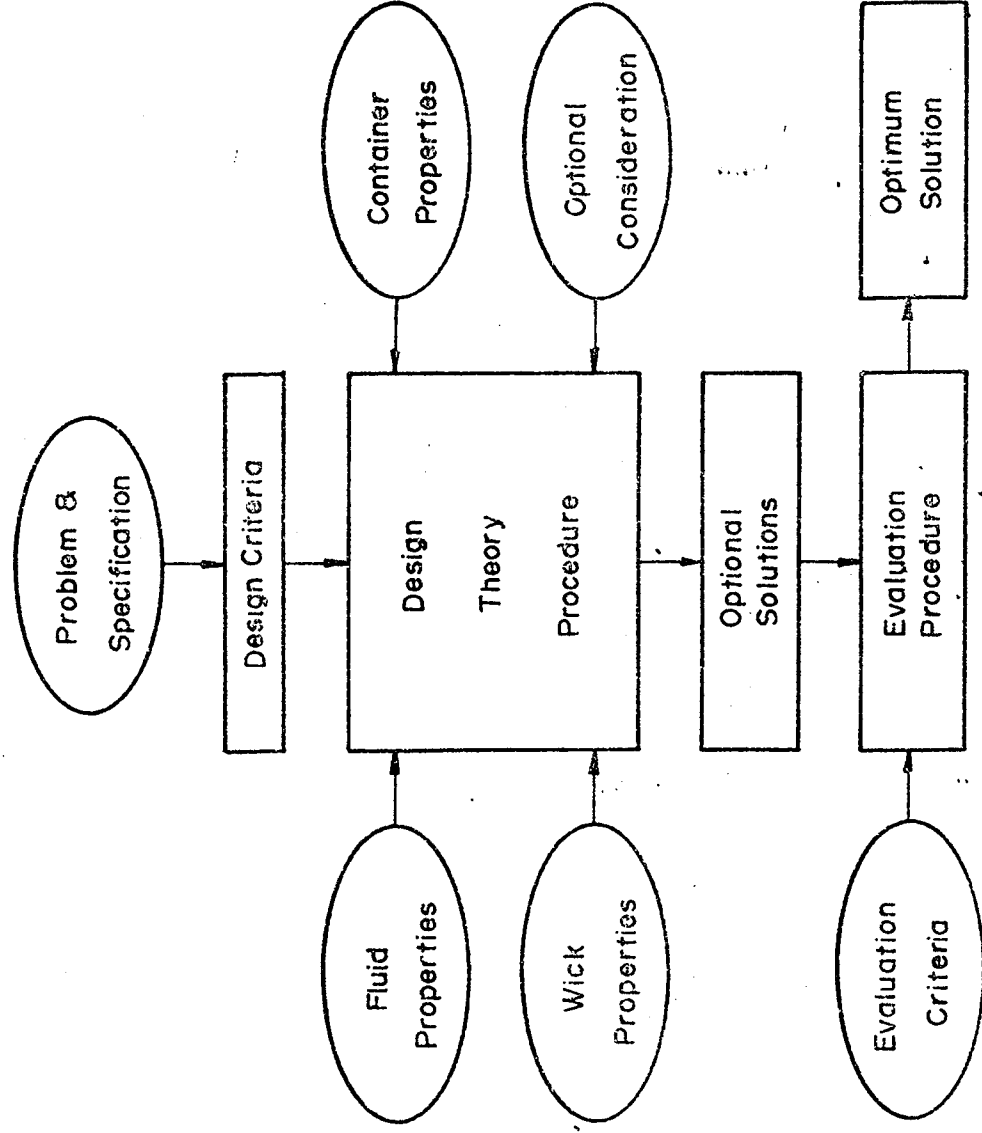 Problem &
Specification
Design Criteria
Fluid
Properties
Container
Properties
Design
Theory
Procedure
Wick
Properties
Optional
Consideration
Optional
Solutions
Evaluation
Criteria
Evaluation
Procedure
Optimum
Solution